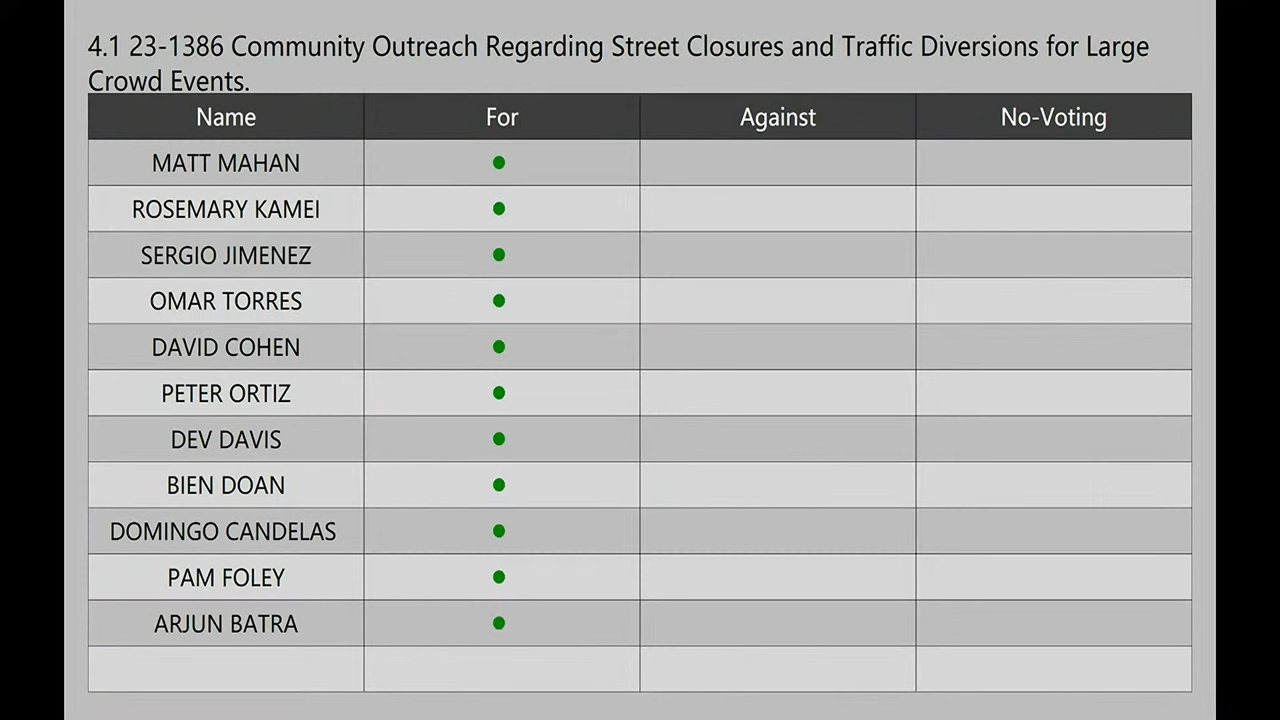 4.1 23-1386 Community Outreach Regarding Street Closures and Traffic Diversions for Large
Crowd Events.
Name For Against No-Voting
MATT MAHAN
ROSEMARY KAMEI
SERGIO JIMENEZ
OMAR TORRES
DAVID COHEN
PETER ORTIZ
DEV DAVIS
BIEN DOAN
DOMINGO CANDELAS
PAM FOLEY
ARJUN BATRA